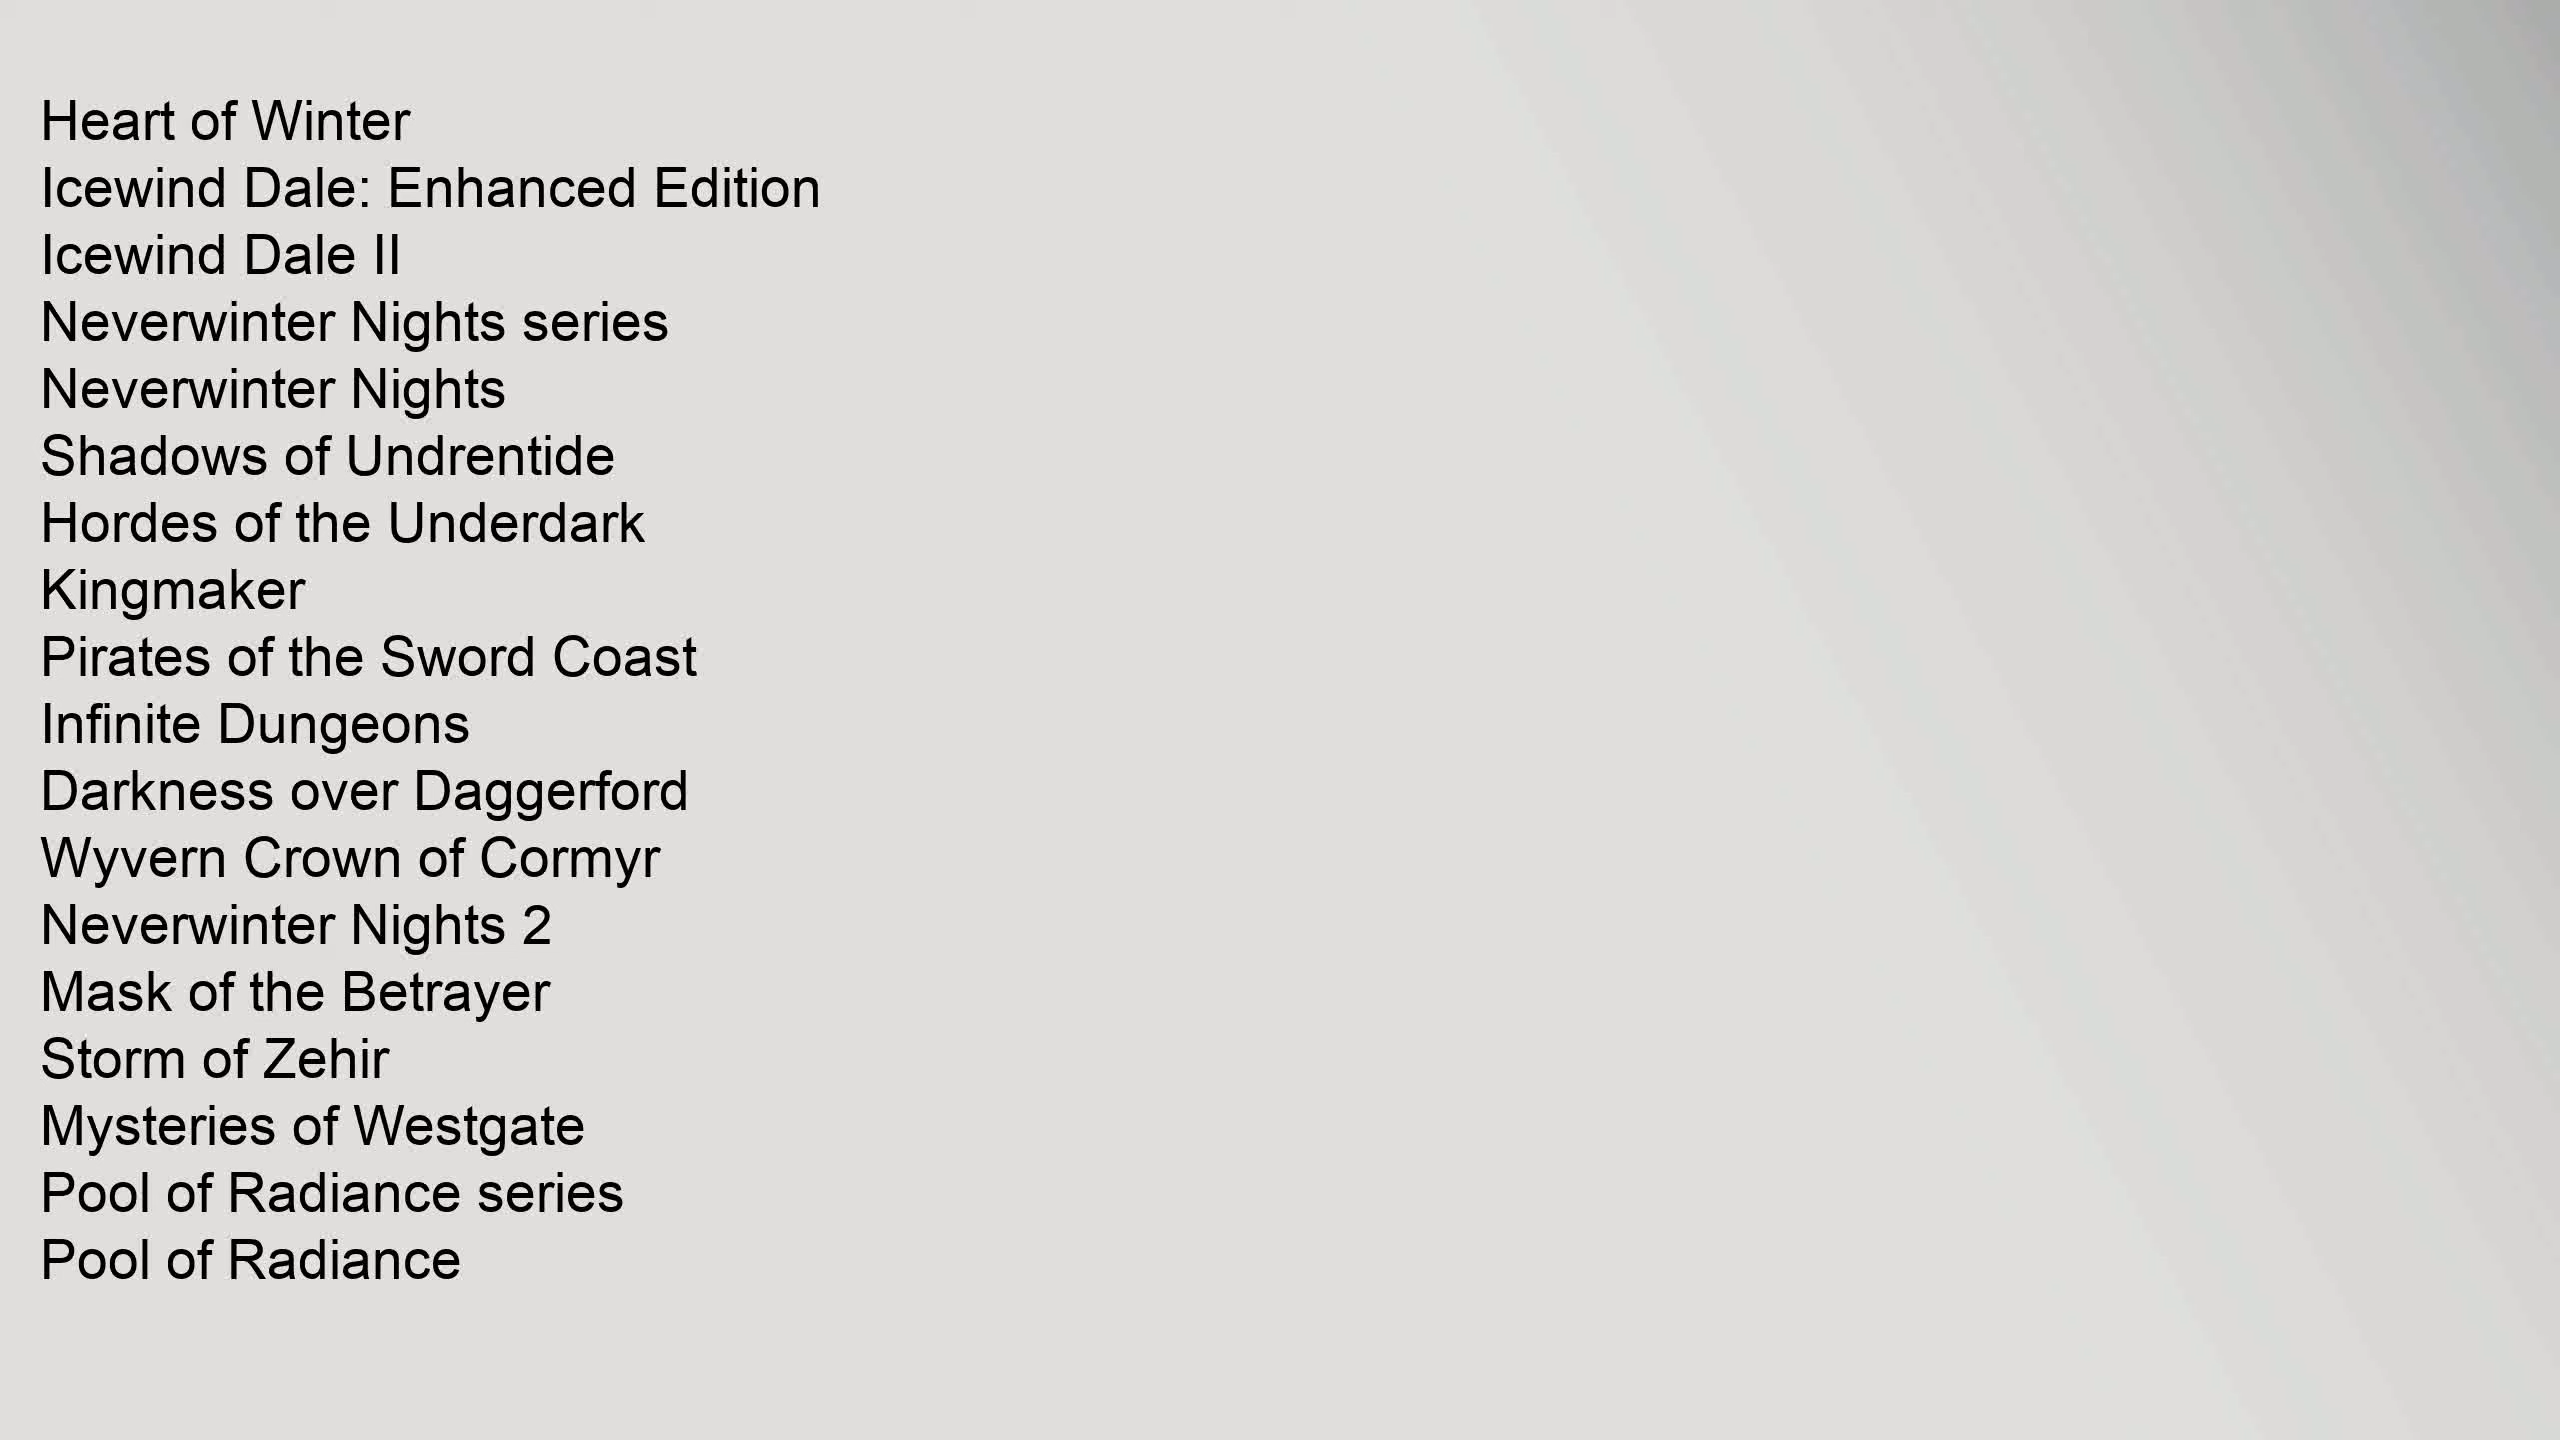 Heart of Winter
Icewind Dale: Enhanced Edition
Icewind Dale II
Neverwinter Nights series
Neverwinter Nights
Shadows of Undrentide
Hordes of the Underdark
Kingmaker
Pirates of the Sword Coast
Infinite Dungeons
Darkness over Daggerford
Wyvern Crown of Cormyr
Neverwinter Nights 2
Mask of the Betrayer
Storm of Zehir
Mysteries of Westgate
Pool of Radiance series
Pool of Radiance